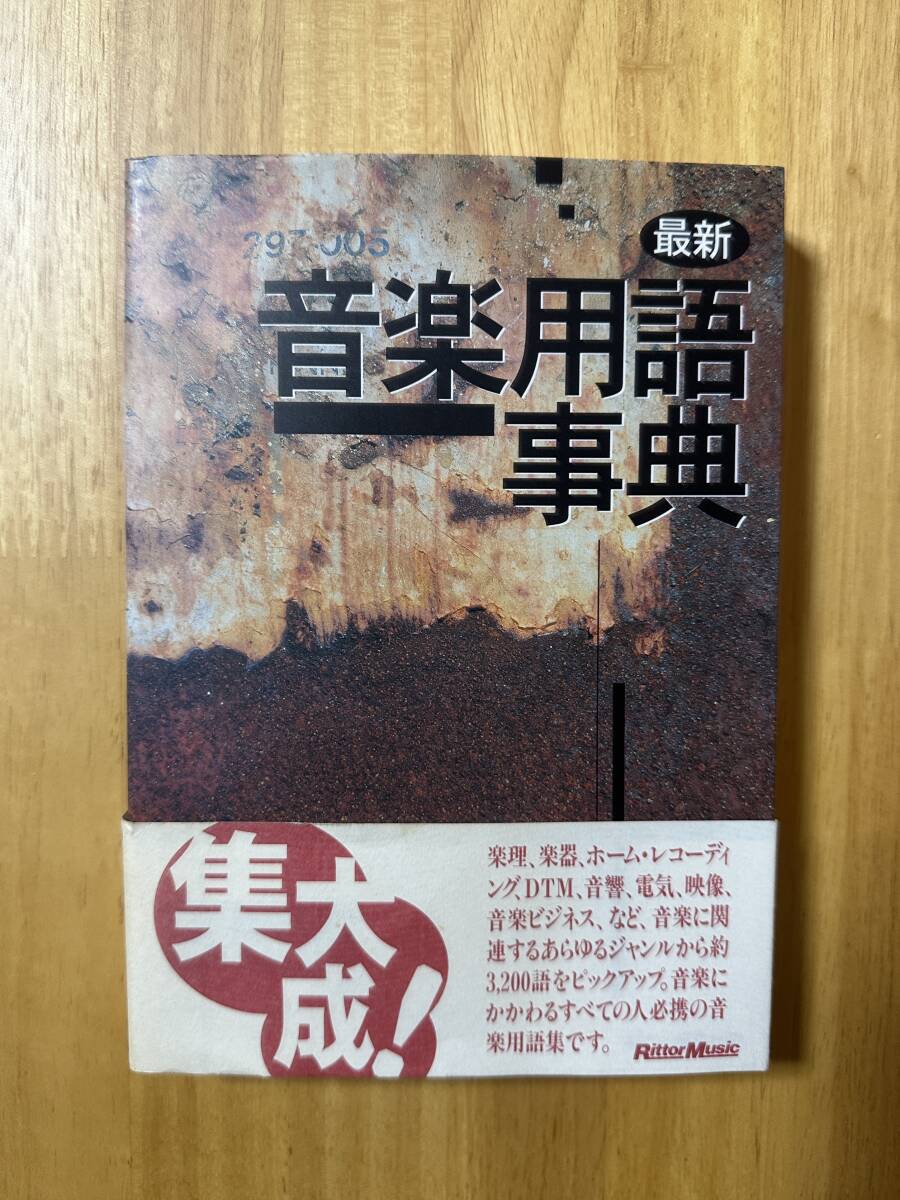 最新
音楽用語
事典
集大
成!
楽理、楽器、ホーム・レコーディ
ング、DTM、音響、電気、映像、
音楽ビジネス、など、音楽に関
連するあらゆるジャンルから約
3,200語をピックアップ。音楽に
かかわるすべての人必携の音
楽用語集です。
RittorMusic